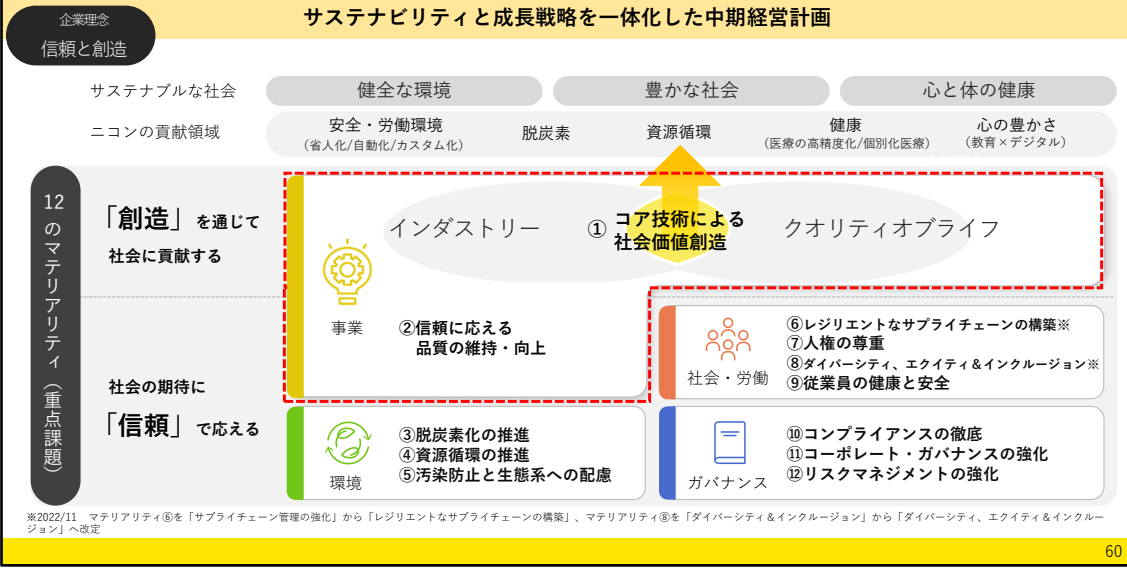 企業理念
信頼と創造
サステナビリティと成長戦略を一体化した中期経営計画
サステナブルな社会
健全な環境
豊かな社会
心と体の健康
ニコンの貢献領域
安全・労働環境
(省人化/自動化/カスタム化)
脱炭素
資源循環
健康
(医療の高精度化/個別化医療)
心の豊かさ
(教育×デジタル)
12のマテリアリティ(重点課題)
「創造」を通じて
社会に貢献する
インダストリー
① コア技術による
社会価値創造
クオリティオブライフ
事業
②信頼に応える
品質の維持・向上
社会の期待に
「信頼」で応える
社会・労働
⑥レジリエントなサプライチェーンの構築※
⑦人権の尊重
⑧ダイバーシティ、エクイティ&インクルージョン※
⑨従業員の健康と安全
環境
③脱炭素化の推進
④資源循環の推進
⑤汚染防止と生態系への配慮
ガバナンス
⑩コンプライアンスの徹底
⑪コーポレート・ガバナンスの強化
⑫リスクマネジメントの強化
※2022/11 マテリアリティ⑥を「サプライチェーン管理の強化」から「レジリエントなサプライチェーンの構築」、マテリアリティ⑧を「ダイバーシティ&インクルージョン」から「ダイバーシティ、エクイティ&インクルー
ジョン」へ改定
60